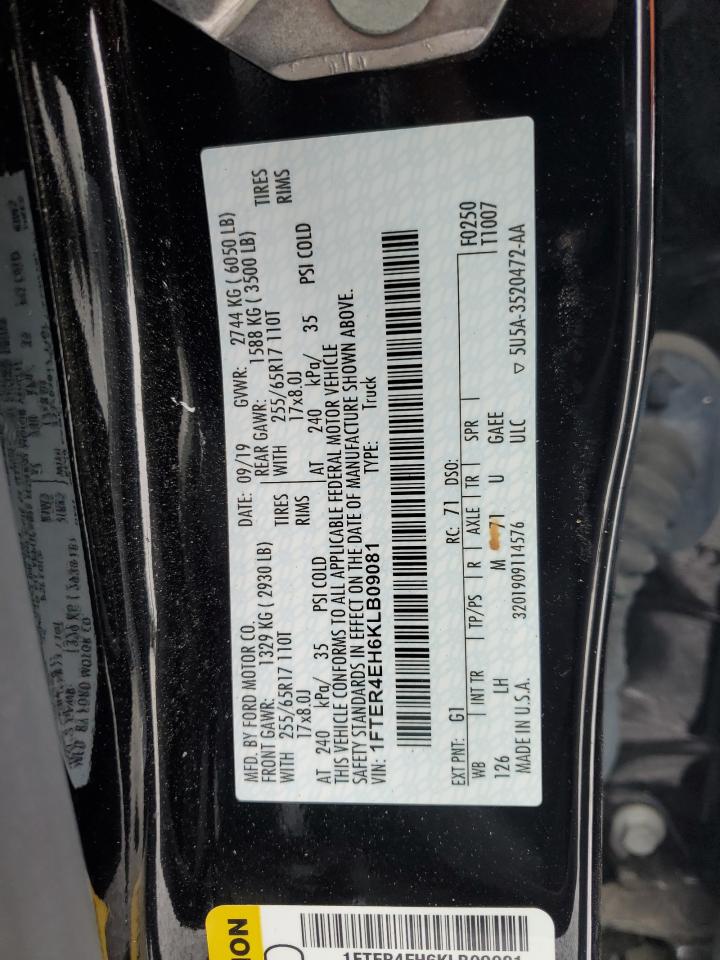 MFD. BY FORD MOTOR CO.
DATE: 09/19 GVWR: 2744 KG ( 6050 LB)
FRONT GAWR: 1329 KG ( 2930 LB) REAR GAWR: 1588 KG ( 3500 LB)
WITH 255/65R17 110T TIRES WITH 255/65R17 110T TIRES
17x8.0J RIMS 17x8.0J RIMS
AT 240 kPa/ 35 PSI COLD AT 240 kPa/ 35 PSI COLD
THIS VEHICLE CONFORMS TO ALL APPLICABLE FEDERAL MOTOR VEHICLE
SAFETY STANDARDS IN EFFECT ON THE DATE OF MANUFACTURE SHOWN ABOVE.
VIN: 1FTER4EH6KLB09081 TYPE: Truck
EXT PNT: G1 RC: 71 DSO: F0250
WB INT TR TP/PS R AXLE TR SPR T1007
126 LH M 71 U GAEE
MADE IN U.S.A. 3201909114576 ULC ▽ 5U5A-3520472-AA
1FTER4EH6KLB09081